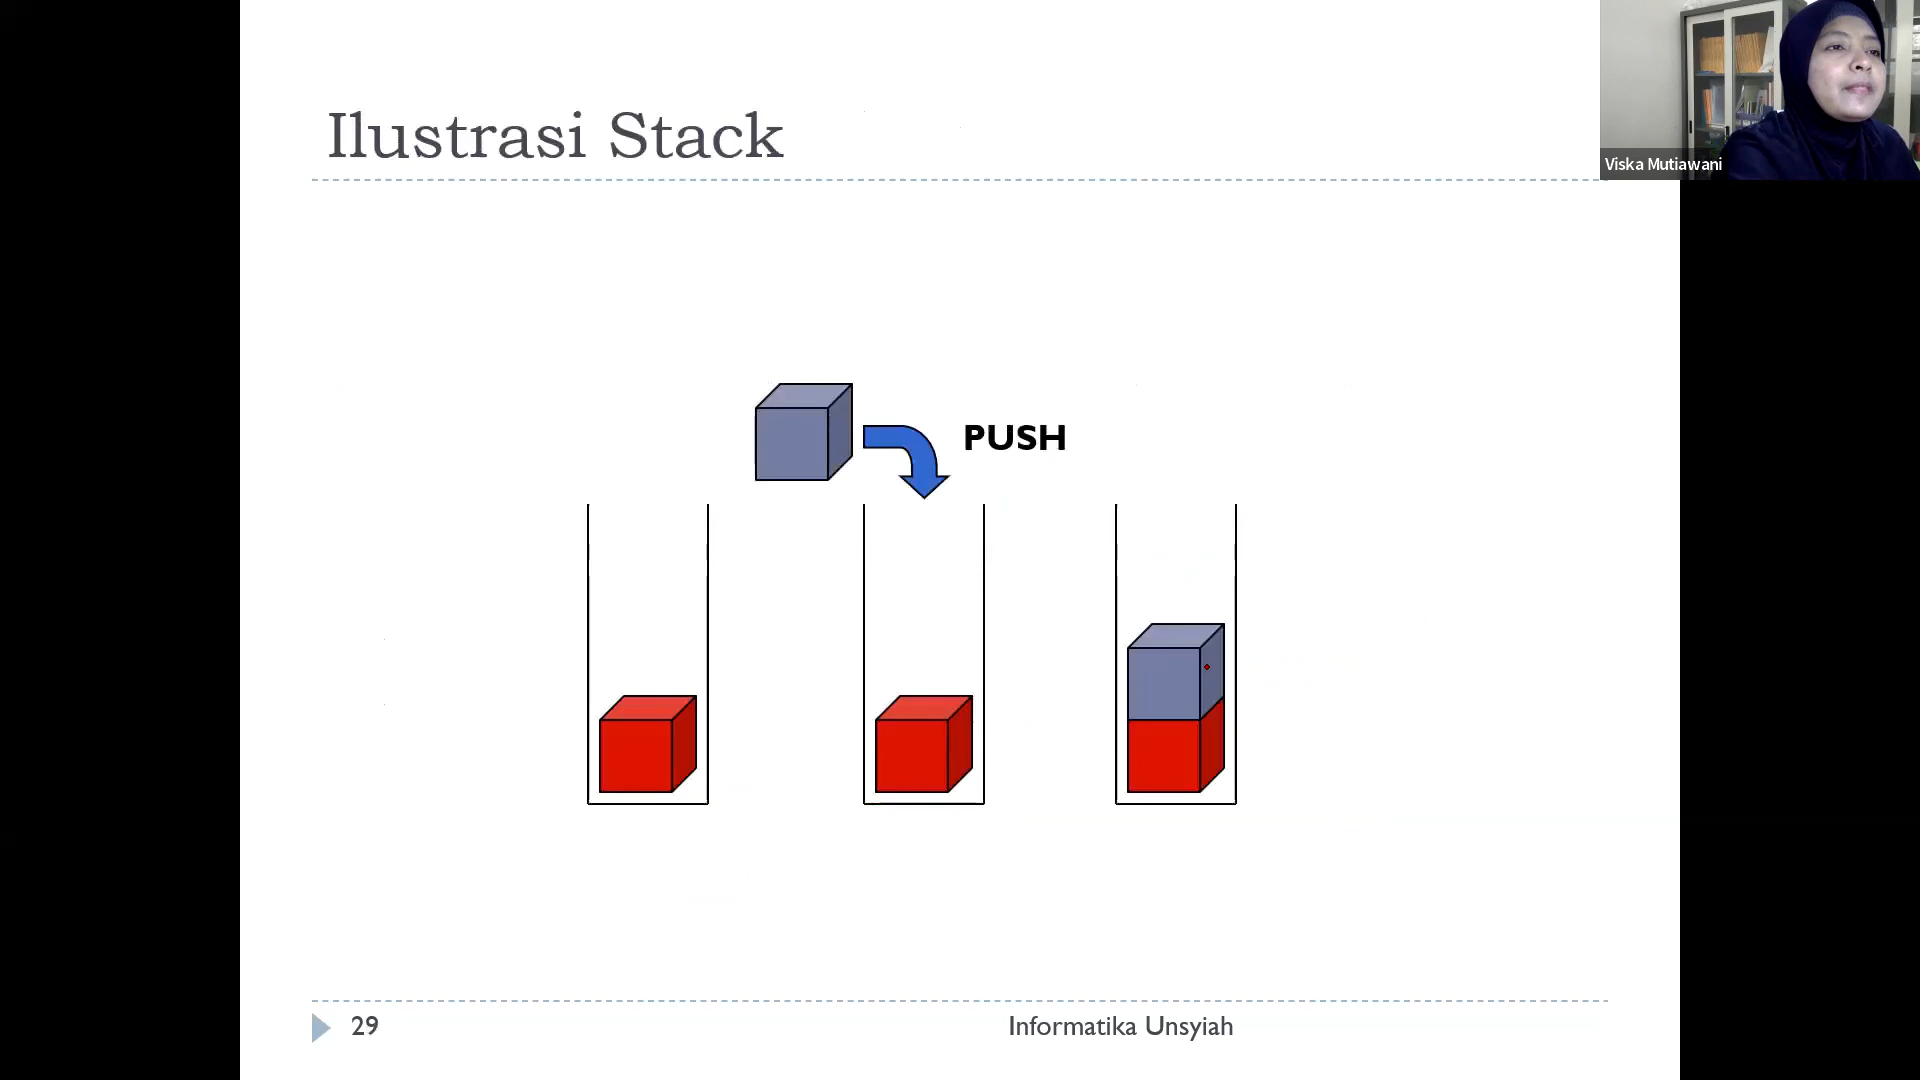 Ilustrasi Stack
Viska Mutiawani
PUSH
29
Informatika Unsyiah